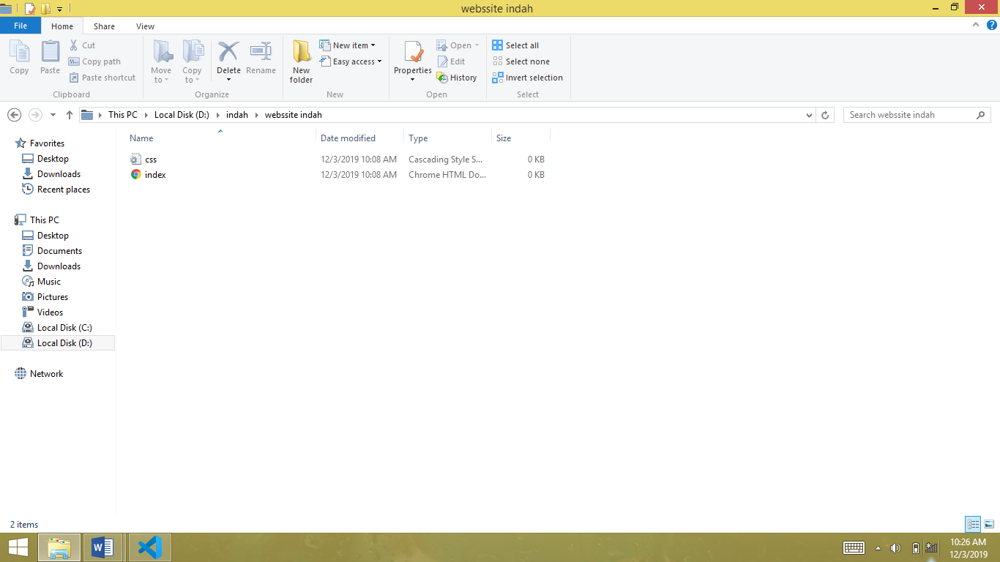 webssite indah
File Home Share View
Copy
Paste
Cut
Copy path
Paste shortcut
Clipboard
Move to
Copy to
Delete
Rename
Organize
New folder
New item
Easy access
New
Properties
Open
Edit
History
Open
Select all
Select none
Invert selection
Select
This PC Local Disk (D:) indah webssite indah
Search webssite indah
Favorites
Desktop
Downloads
Recent places
This PC
Desktop
Documents
Downloads
Music
Pictures
Videos
Local Disk (C:)
Local Disk (D:)
Network
Name Date modified Type Size
css 12/3/2019 10:08 AM Cascading Style S... 0 KB
index 12/3/2019 10:08 AM Chrome HTML Do... 0 KB
2 items
10:26 AM
12/3/2019